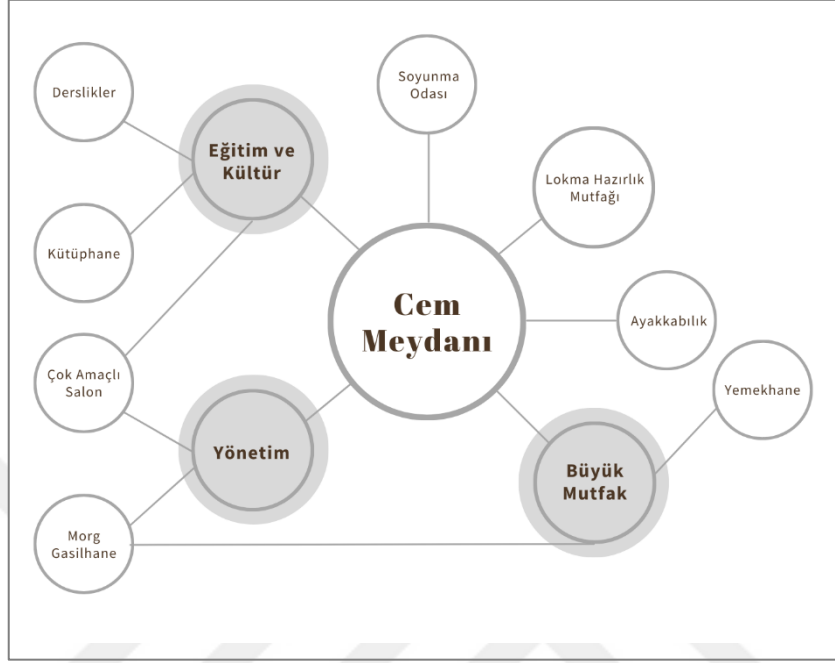 Derslikler
Soyunma
Odası
Eğitim ve
Kültür
Lokma Hazırlık
Mutfağı
Kütüphane
Cem
Meydanı
Ayakkabılık
Çok Amaçlı
Salon
Yemekhane
Yönetim
Büyük
Mutfak
Morg
Gasilhane